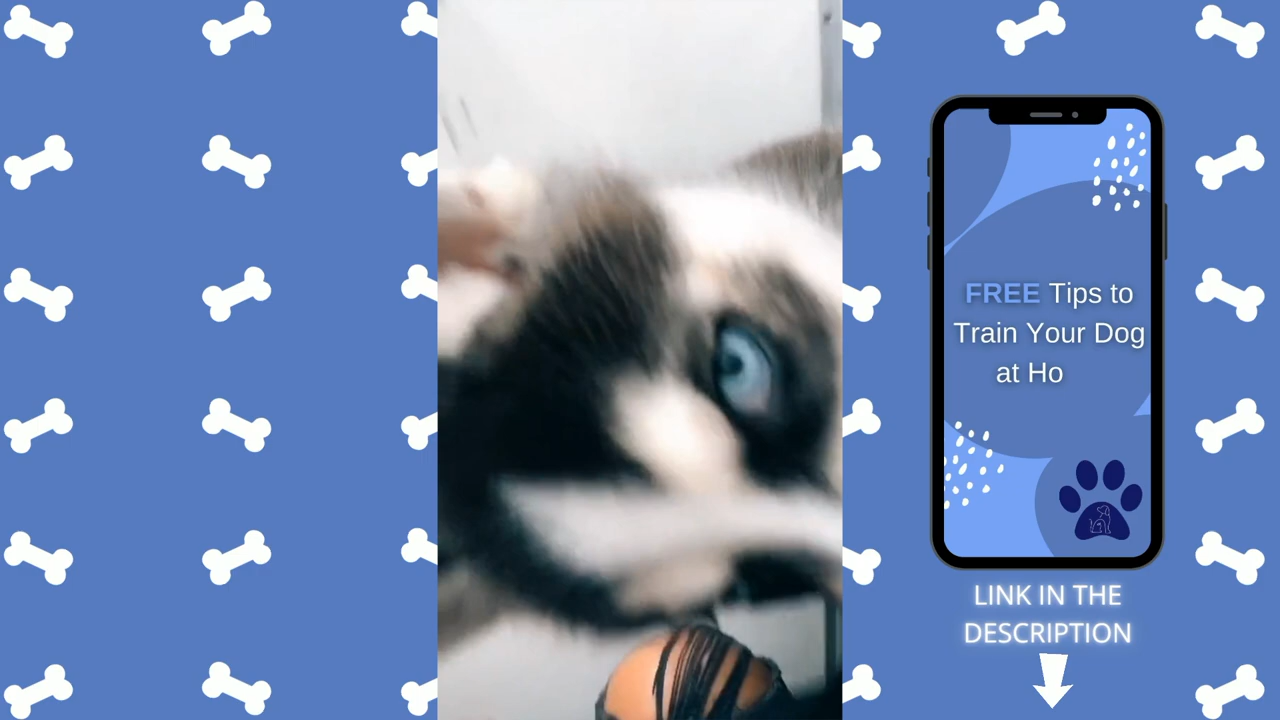 FREE Tips to
Train Your Dog
at Ho
LINK IN THE
DESCRIPTION